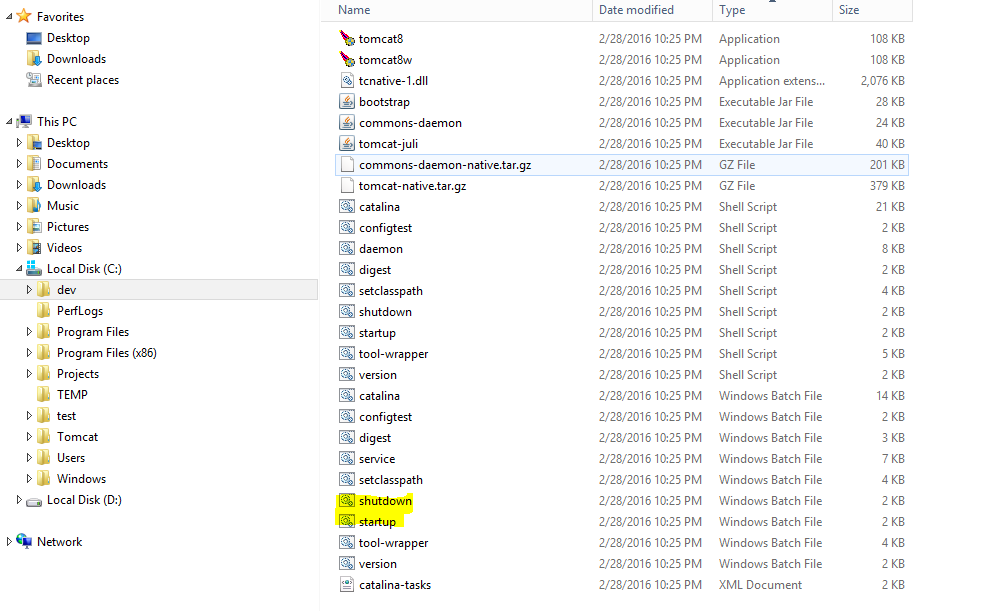 Favorites
Desktop
Downloads
Recent places
This PC
Desktop
Documents
Downloads
Music
Pictures
Videos
Local Disk (C:)
dev
PerfLogs
Program Files
Program Files (x86)
Projects
TEMP
test
Tomcat
Users
Windows
Local Disk (D:)
Network
Name Date modified Type Size
tomcat8 2/28/2016 10:25 PM Application 108 KB
tomcat8w 2/28/2016 10:25 PM Application 108 KB
tcnative-1.dll 2/28/2016 10:25 PM Application extens... 2,076 KB
bootstrap 2/28/2016 10:25 PM Executable Jar File 28 KB
commons-daemon 2/28/2016 10:25 PM Executable Jar File 24 KB
tomcat-juli 2/28/2016 10:25 PM Executable Jar File 40 KB
commons-daemon-native.tar.gz 2/28/2016 10:25 PM GZ File 201 KB
tomcat-native.tar.gz 2/28/2016 10:25 PM GZ File 379 KB
catalina 2/28/2016 10:25 PM Shell Script 21 KB
configtest 2/28/2016 10:25 PM Shell Script 2 KB
daemon 2/28/2016 10:25 PM Shell Script 8 KB
digest 2/28/2016 10:25 PM Shell Script 2 KB
setclasspath 2/28/2016 10:25 PM Shell Script 4 KB
shutdown 2/28/2016 10:25 PM Shell Script 2 KB
startup 2/28/2016 10:25 PM Shell Script 2 KB
tool-wrapper 2/28/2016 10:25 PM Shell Script 5 KB
version 2/28/2016 10:25 PM Shell Script 2 KB
catalina 2/28/2016 10:25 PM Windows Batch File 14 KB
configtest 2/28/2016 10:25 PM Windows Batch File 2 KB
digest 2/28/2016 10:25 PM Windows Batch File 3 KB
service 2/28/2016 10:25 PM Windows Batch File 7 KB
setclasspath 2/28/2016 10:25 PM Windows Batch File 4 KB
shutdown 2/28/2016 10:25 PM Windows Batch File 2 KB
startup 2/28/2016 10:25 PM Windows Batch File 2 KB
tool-wrapper 2/28/2016 10:25 PM Windows Batch File 4 KB
version 2/28/2016 10:25 PM Windows Batch File 2 KB
catalina-tasks 2/28/2016 10:25 PM XML Document 2 KB